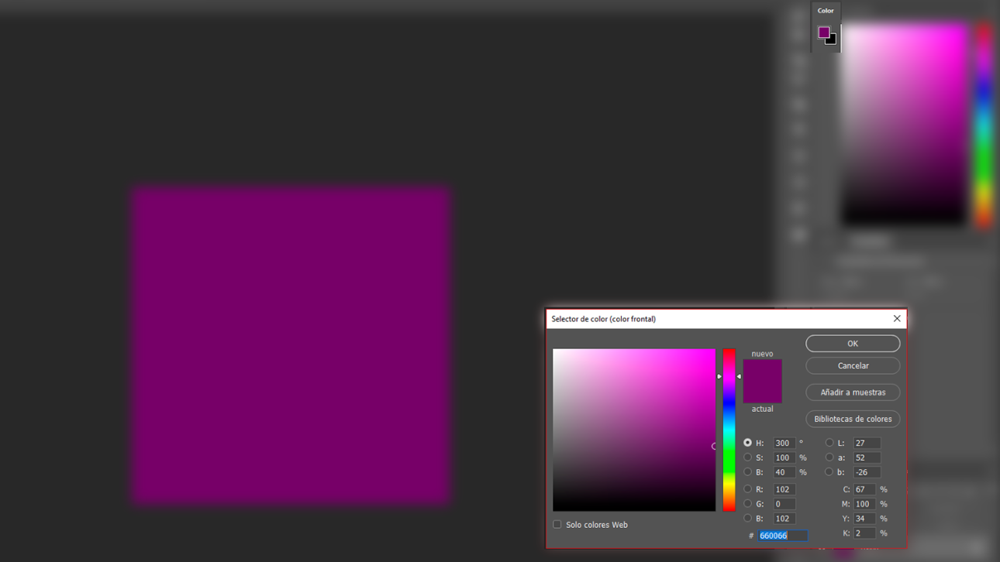 Color
Selector de color (color frontal)
nuevo
actual
OK
Cancelar
Añadir a muestras
Bibliotecas de colores
H: 300 °
S: 100 %
B: 40 %
R: 102
G: 0
B: 102
# 660066
L: 27
a: 52
b: -26
C: 67 %
M: 100 %
Y: 34 %
K: 2 %
Solo colores Web